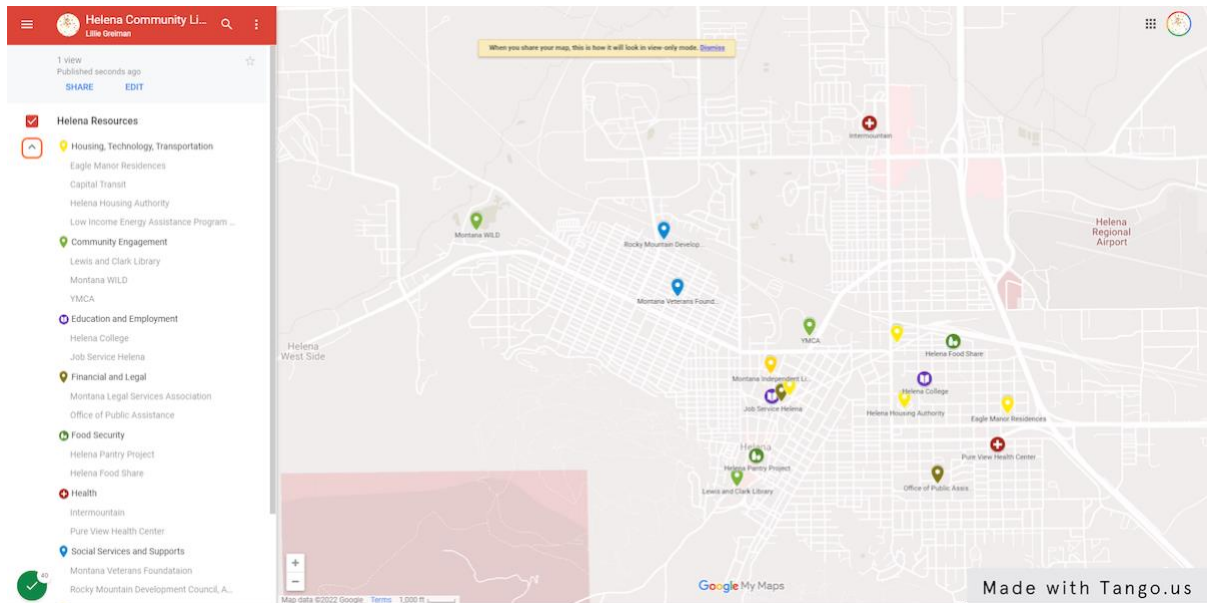 Helena Community Li...
Lillie Greiman
1 view
Published seconds ago
SHARE EDIT
Helena Resources
Housing, Technology, Transportation
Eagle Manor Residences
Capital Transit
Helena Housing Authority
Low Income Energy Assistance Program ...
Community Engagement
Lewis and Clark Library
Montana WILD
YMCA
Education and Employment
Helena College
Job Service Helena
Financial and Legal
Montana Legal Services Association
Office of Public Assistance
Food Security
Helena Pantry Project
Helena Food Share
Health
Intermountain
Pure View Health Center
Social Services and Supports
Montana Veterans Foundataion
Rocky Mountain Development Council, A...
40
When you share your map, this is how it will look in view-only mode. Dismiss
Intermountain
Helena
Regional
Airport
Montana WILD
Rocky Mountain Develop...
Montana Veterans Found...
YMCA
Helena Food Share
Helena
West Side
Montana Independent Li...
Helena College
Job Service Helena
Helena Housing Authority
Eagle Manor Residences
Helena
Pure View Health Center
Helena Pantry Project
Lewis and Clark Library
Office of Public Assis...
Google My Maps
Map data ©2022 Google Terms 1,000 ft
Made with Tango.us